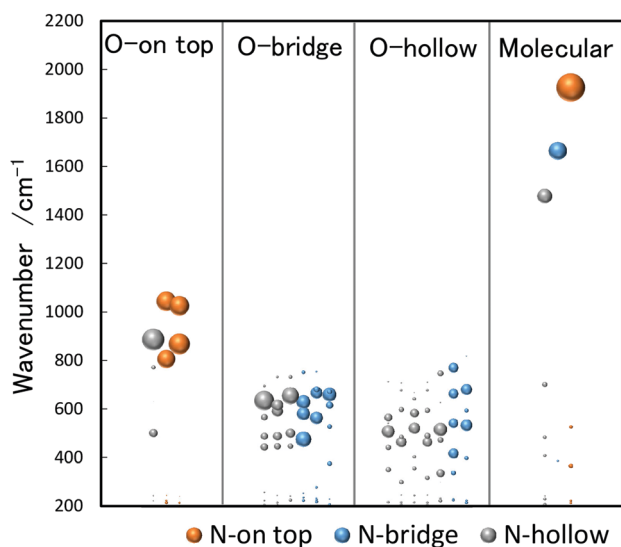 2200
2000
1800
1600
1400
1200
1000
800
600
400
200
Wavenumber /cm⁻¹
O-on top
O-bridge
O-hollow
Molecular
N-on top
N-bridge
N-hollow